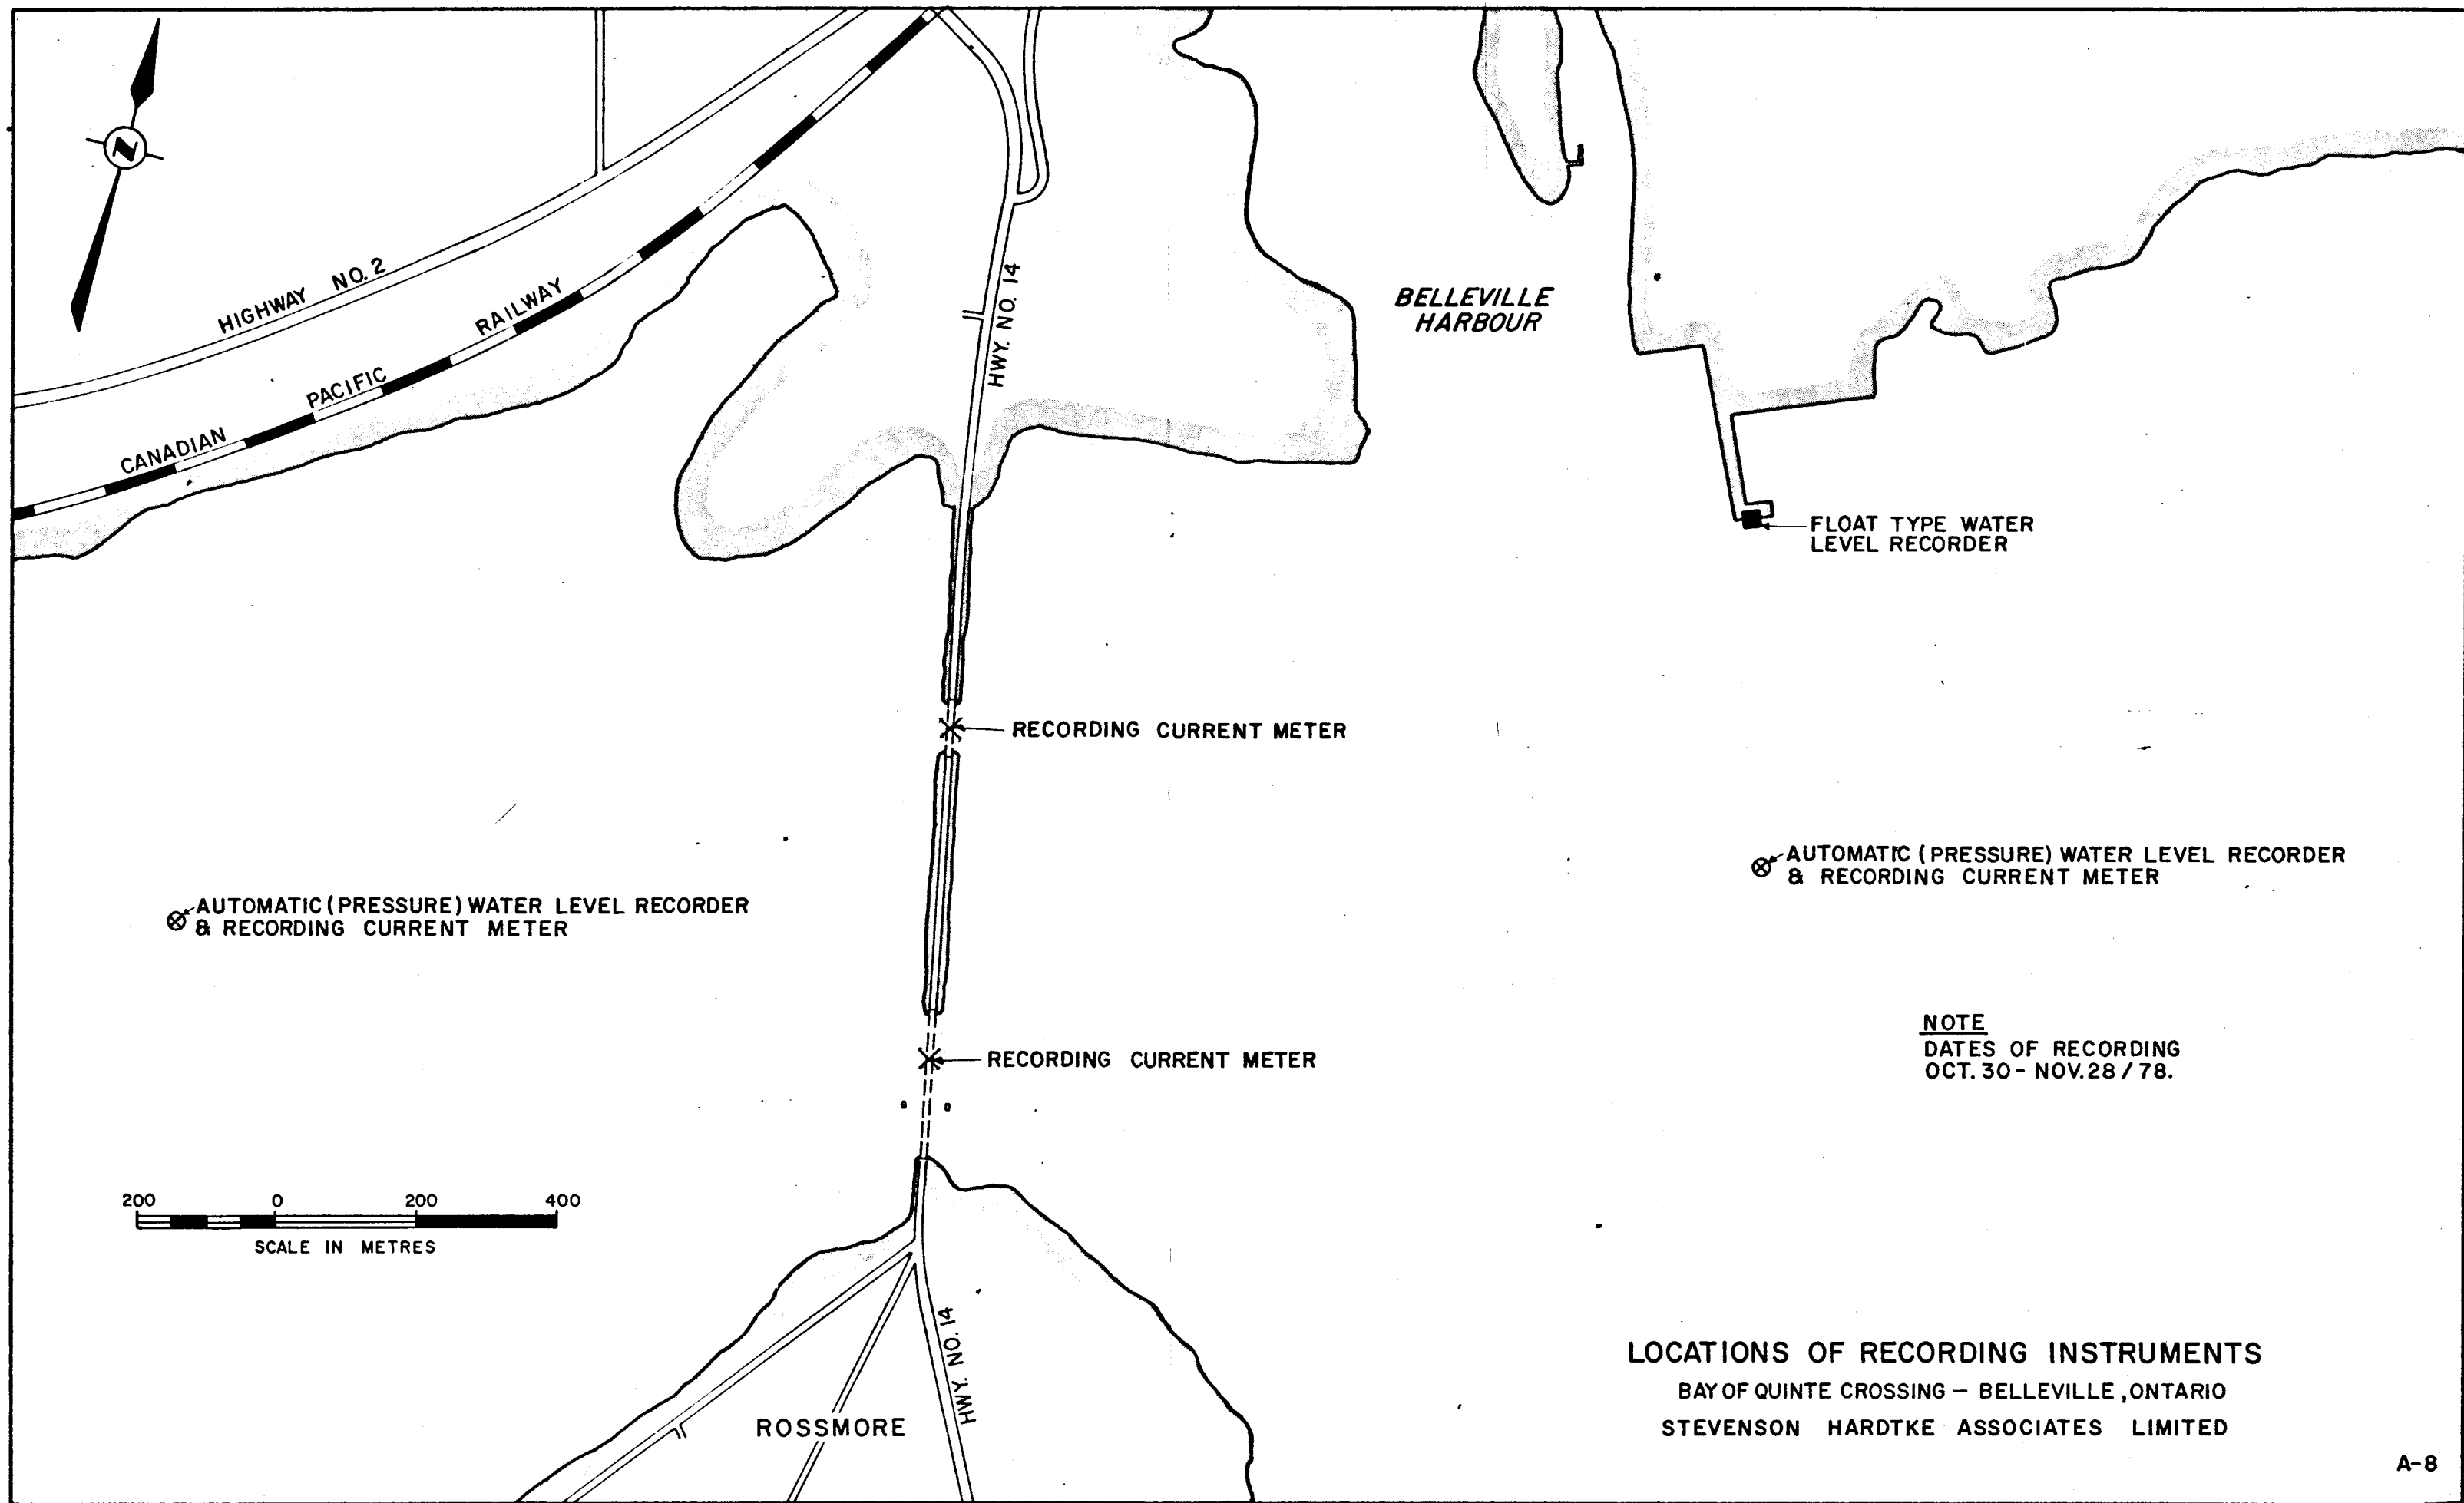 N
HIGHWAY NO. 2
CANADIAN PACIFIC RAILWAY
HWY. NO. 14
BELLEVILLE
HARBOUR
FLOAT TYPE WATER
LEVEL RECORDER
RECORDING CURRENT METER
AUTOMATIC (PRESSURE) WATER LEVEL RECORDER
& RECORDING CURRENT METER
AUTOMATIC (PRESSURE) WATER LEVEL RECORDER
& RECORDING CURRENT METER
RECORDING CURRENT METER
NOTE
DATES OF RECORDING
OCT. 30 - NOV. 28 / 78.
200 0 200 400
SCALE IN METRES
HWY. NO. 14
ROSSMORE
LOCATIONS OF RECORDING INSTRUMENTS
BAY OF QUINTE CROSSING — BELLEVILLE, ONTARIO
STEVENSON HARDTKE ASSOCIATES LIMITED
A-8